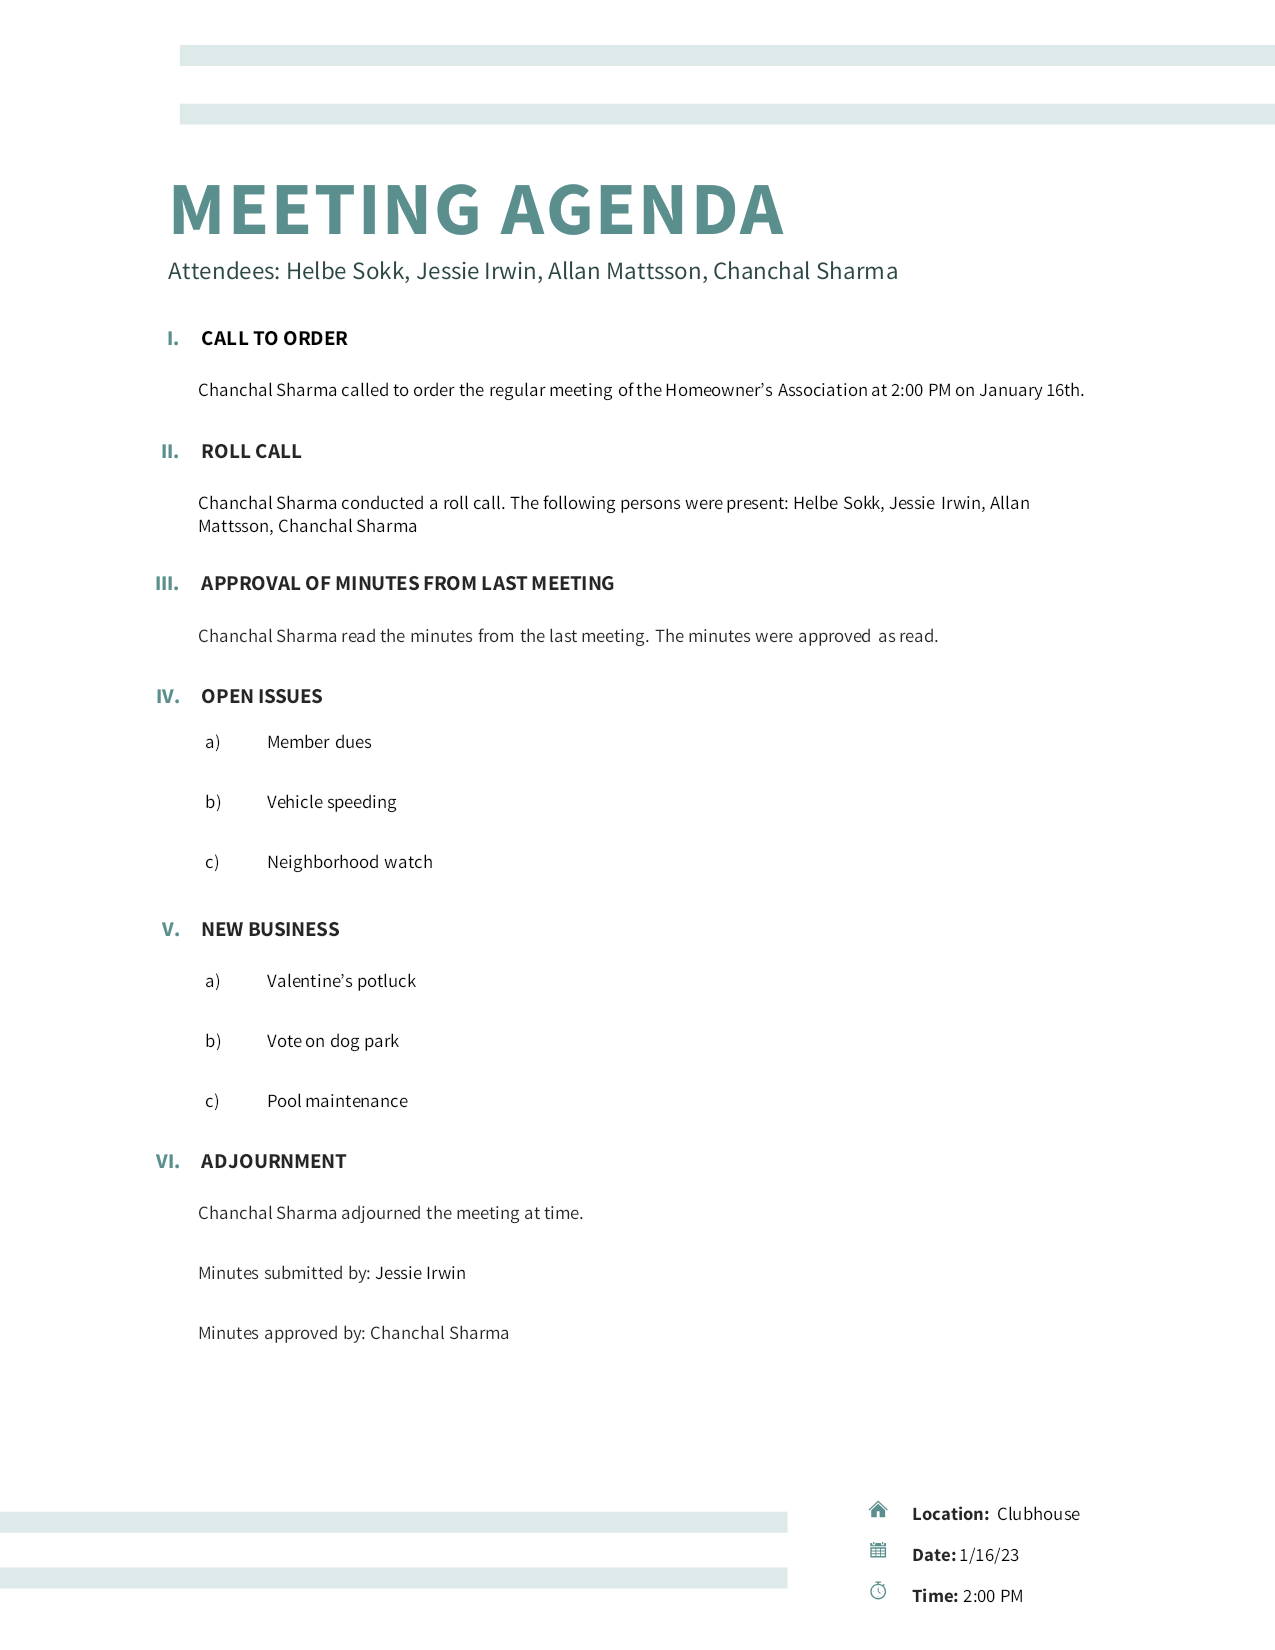 MEETING AGENDA
Attendees: Helbe Sokk, Jessie Irwin, Allan Mattsson, Chanchal Sharma
I. CALL TO ORDER
Chanchal Sharma called to order the regular meeting of the Homeowner’s Association at 2:00 PM on January 16th.
II. ROLL CALL
Chanchal Sharma conducted a roll call. The following persons were present: Helbe Sokk, Jessie Irwin, Allan
Mattsson, Chanchal Sharma
III. APPROVAL OF MINUTES FROM LAST MEETING
Chanchal Sharma read the minutes from the last meeting. The minutes were approved as read.
IV. OPEN ISSUES
a) Member dues
b) Vehicle speeding
c) Neighborhood watch
V. NEW BUSINESS
a) Valentine’s potluck
b) Vote on dog park
c) Pool maintenance
VI. ADJOURNMENT
Chanchal Sharma adjourned the meeting at time.
Minutes submitted by: Jessie Irwin
Minutes approved by: Chanchal Sharma
Location: Clubhouse
Date: 1/16/23
Time: 2:00 PM